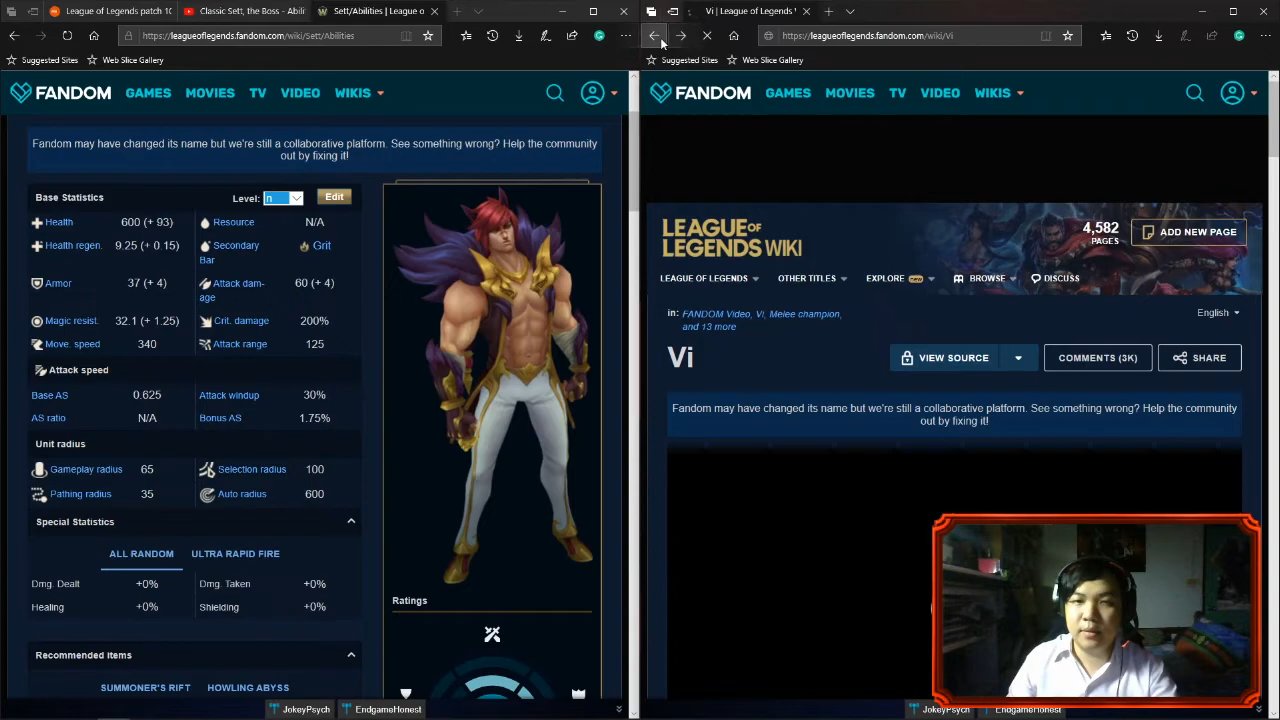 League of Legends patch 10
Classic Sett, the Boss - Abili
Sett/Abilities | League o
Vi | League of Legends
https://leagueoflegends.fandom.com/wiki/Sett/Abilities
https://leagueoflegends.fandom.com/wiki/Vi
Suggested Sites
Web Slice Gallery
Suggested Sites
Web Slice Gallery
FANDOM GAMES MOVIES TV VIDEO WIKIS
FANDOM GAMES MOVIES TV VIDEO WIKIS
Fandom may have changed its name but we're still a collaborative platform. See something wrong? Help the community
out by fixing it!
Base Statistics
Level: n
Edit
Health 600 (+ 93) Resource N/A
Health regen. 9.25 (+ 0.15) Secondary Bar Grit
Armor 37 (+ 4) Attack dam-
age 60 (+ 4)
Magic resist. 32.1 (+ 1.25) Crit. damage 200%
Move. speed 340 Attack range 125
Attack speed
Base AS 0.625 Attack windup 30%
AS ratio N/A Bonus AS 1.75%
Unit radius
Gameplay radius 65 Selection radius 100
Pathing radius 35 Auto radius 600
Special Statistics
ALL RANDOM ULTRA RAPID FIRE
Dmg. Dealt +0% Dmg. Taken +0%
Healing +0% Shielding +0%
Recommended items
SUMMONER'S RIFT HOWLING ABYSS
Ratings
JokeyPsych EndgameHonest
LEAGUE OF
LEGENDS WIKI
4,582
PAGES
ADD NEW PAGE
LEAGUE OF LEGENDS OTHER TITLES EXPLORE BROWSE DISCUSS
in: FANDOM Video, Vi, Melee champion,
and 13 more
English
Vi
VIEW SOURCE
COMMENTS (3K)
SHARE
Fandom may have changed its name but we're still a collaborative platform. See something wrong? Help the community
out by fixing it!
JokeyPsych EndgameHonest